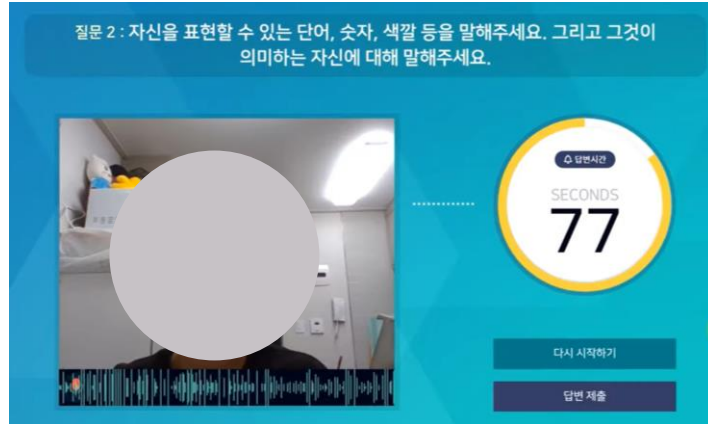 질문 2 : 자신을 표현할 수 있는 단어, 숫자, 색깔 등을 말해주세요. 그리고 그것이
의미하는 자신에 대해 말해주세요.
답변시간
SECONDS
77
다시 시작하기
답변 제출